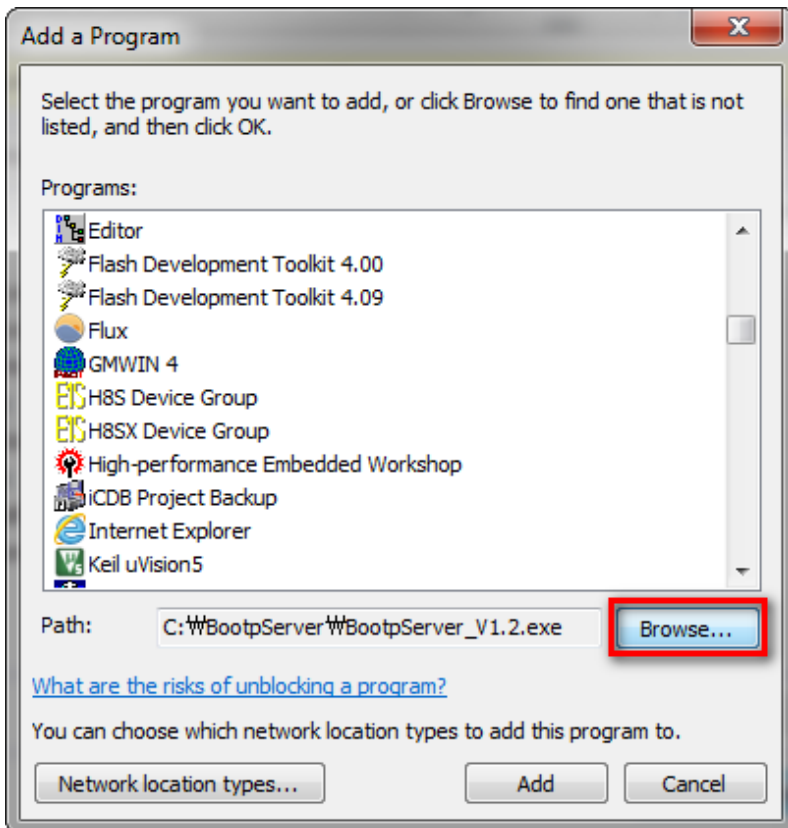 Add a Program
Select the program you want to add, or click Browse to find one that is not
listed, and then click OK.
Programs:
Editor
Flash Development Toolkit 4.00
Flash Development Toolkit 4.09
Flux
GMWIN 4
H8S Device Group
H8SX Device Group
High-performance Embedded Workshop
iCDB Project Backup
Internet Explorer
Keil uVision5
Path: C:₩BootpServer₩BootpServer_V1.2.exe Browse...
What are the risks of unblocking a program?
You can choose which network location types to add this program to.
Network location types... Add Cancel